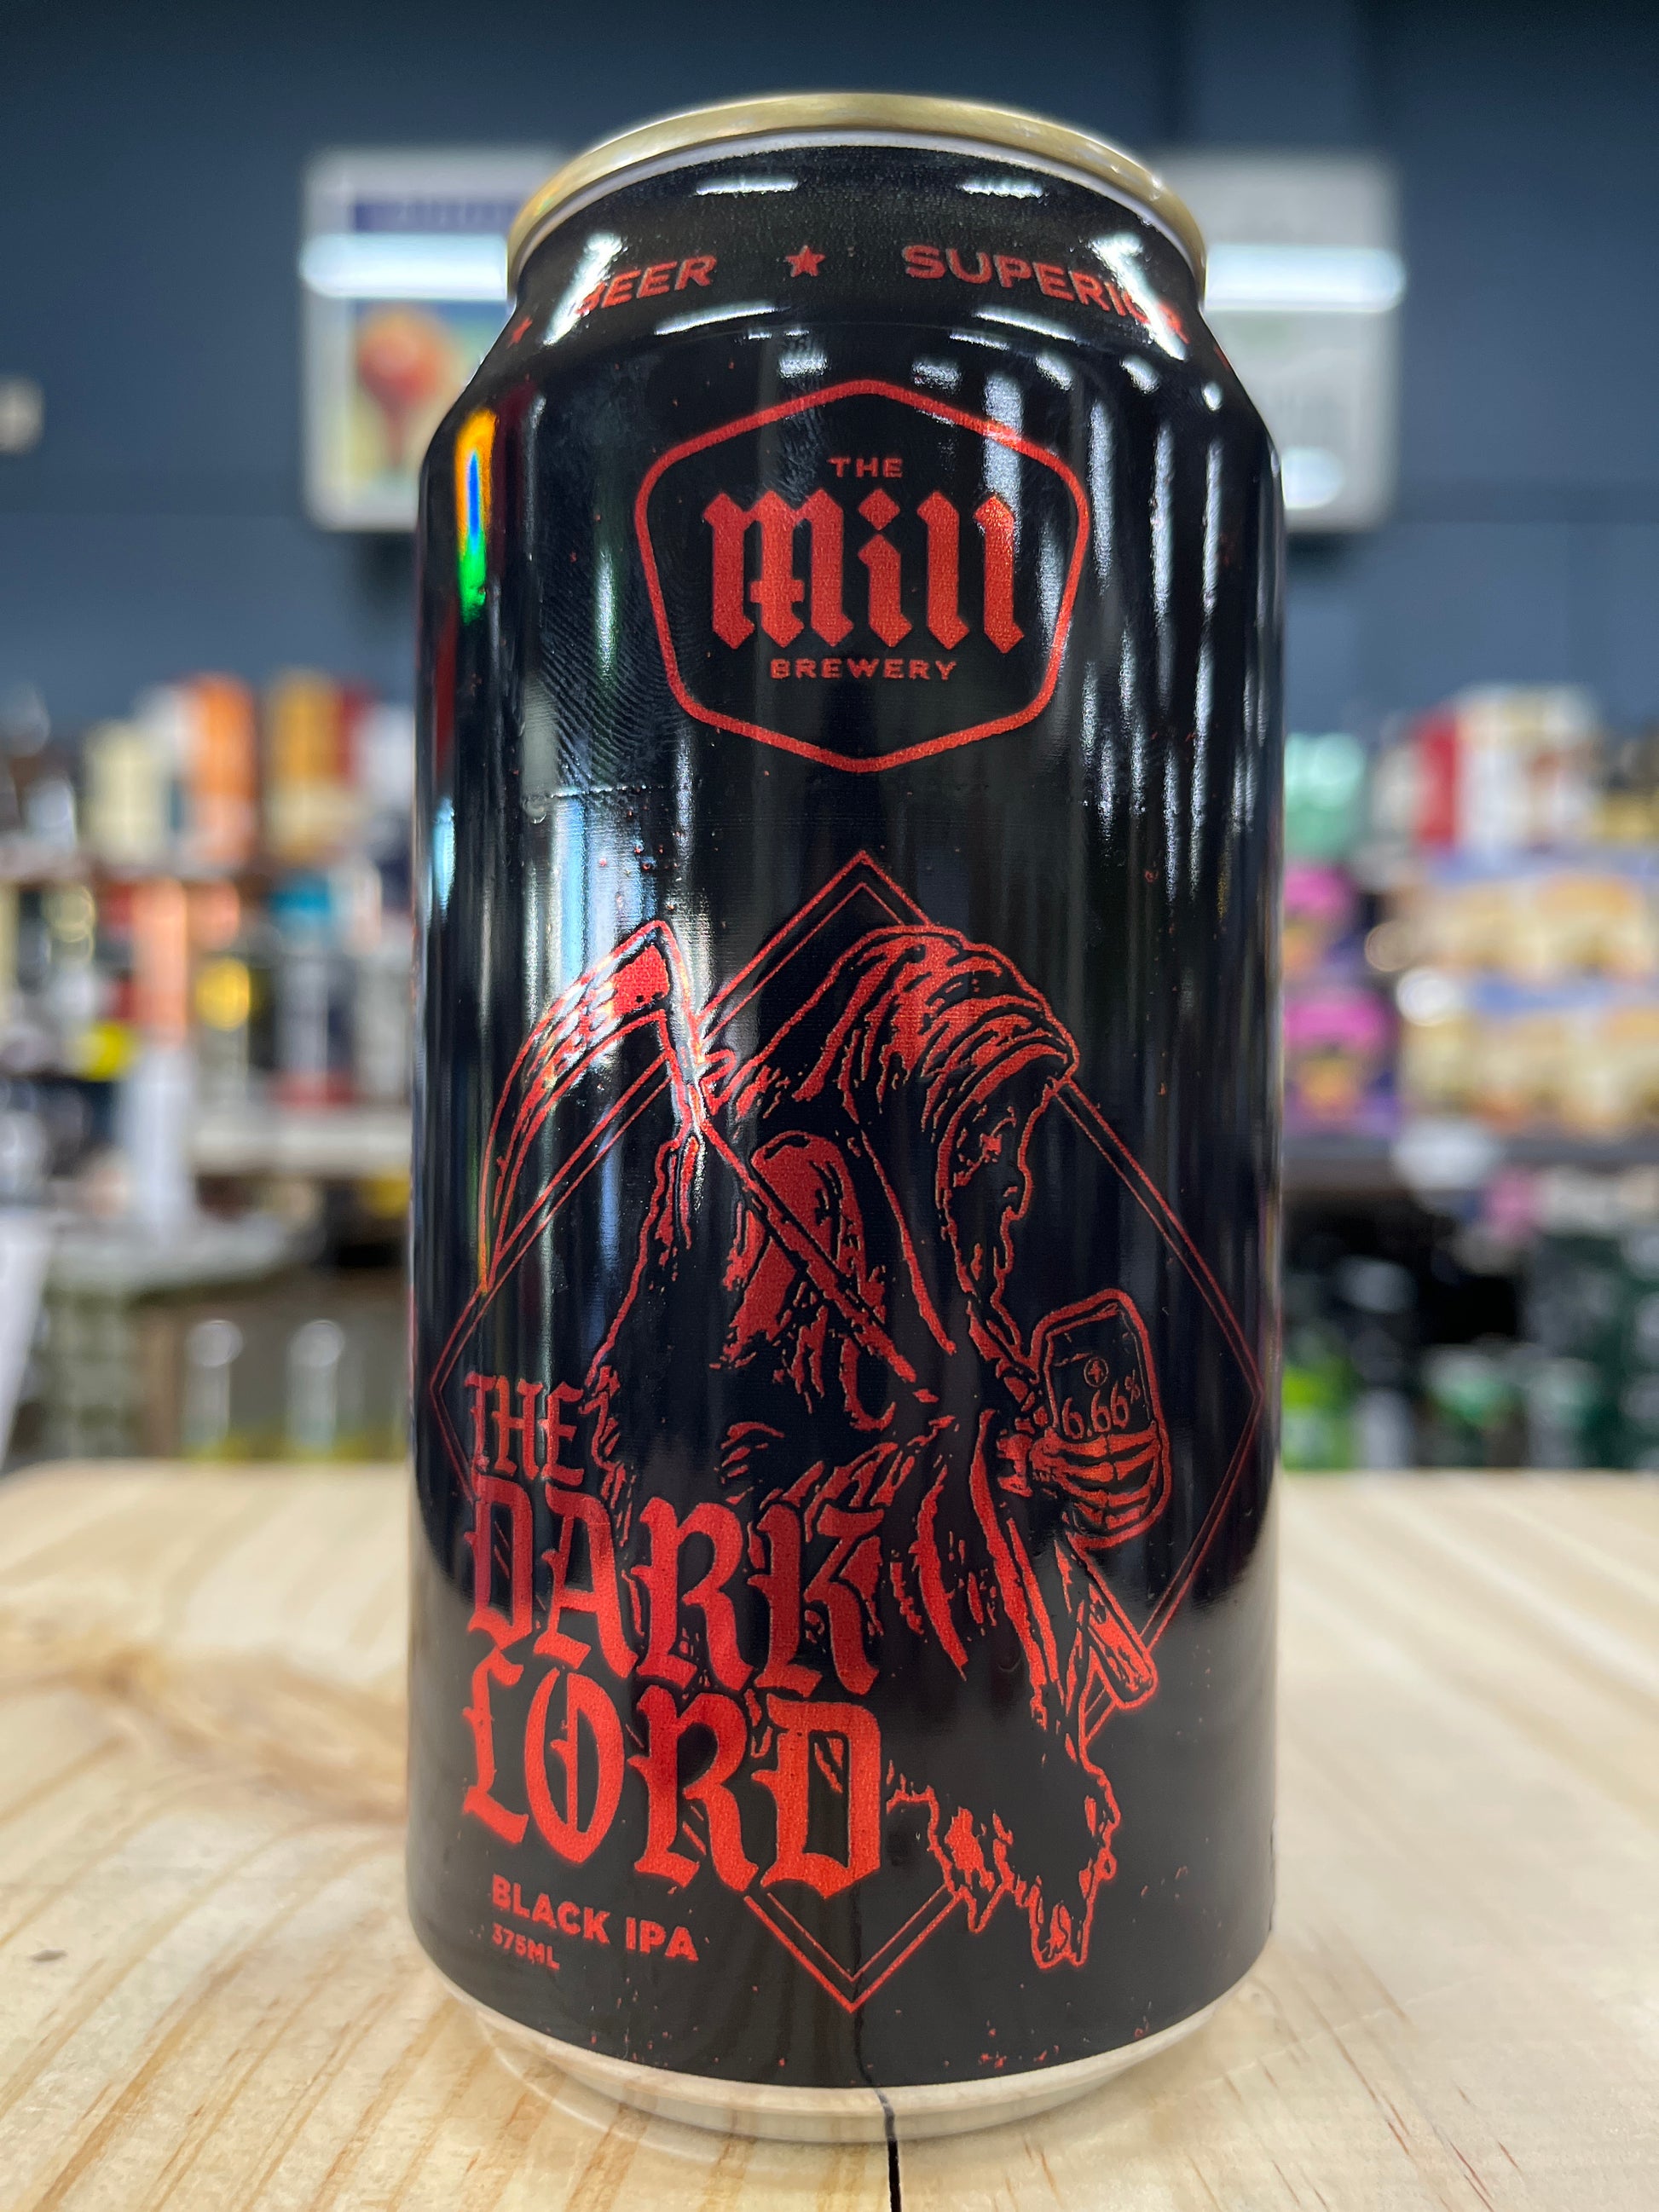 BEER ★ SUPERIOR
THE
Mill
BREWERY
6.66%
THE
DARK
LORD
BLACK IPA
375ML